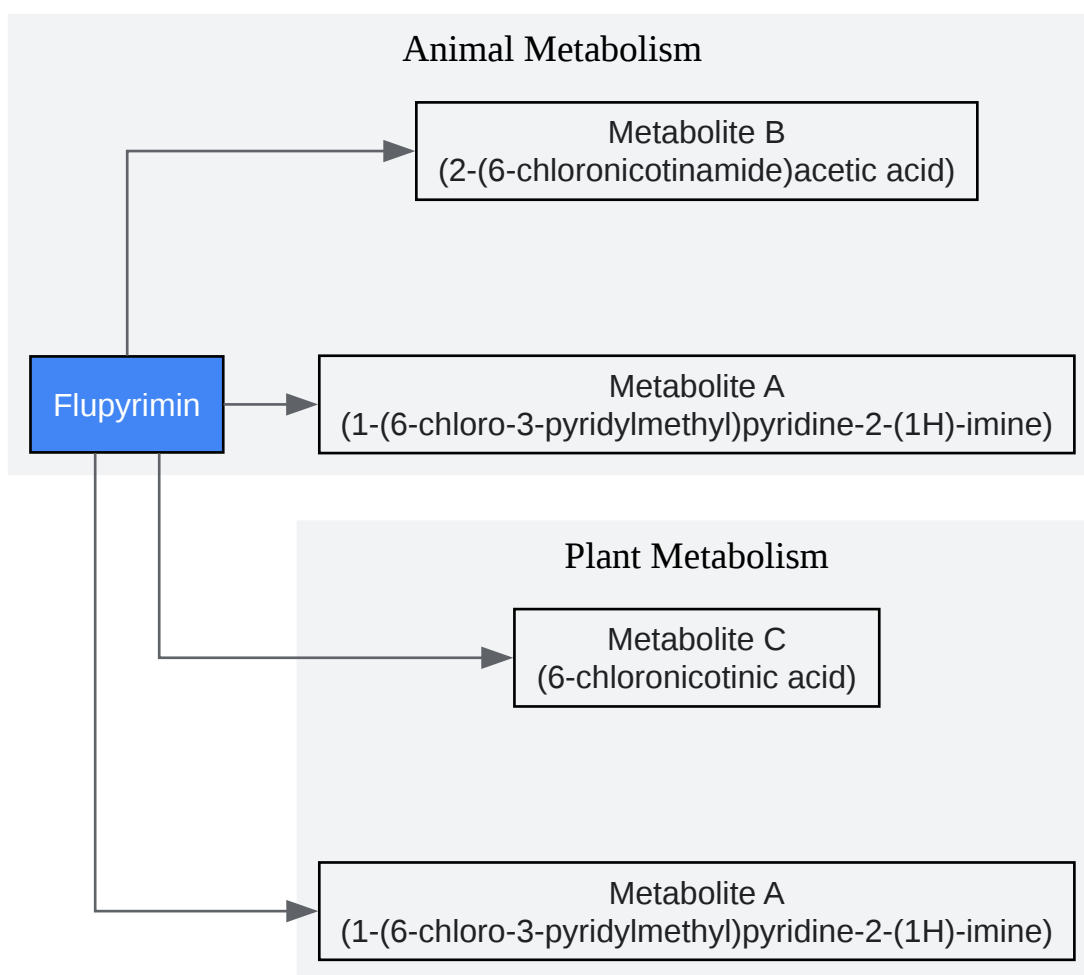 Animal Metabolism
Metabolite B
(2-(6-chloronicotinamide)acetic acid)
Flupyrimin
Metabolite A
(1-(6-chloro-3-pyridylmethyl)pyridine-2-(1H)-imine)
Plant Metabolism
Metabolite C
(6-chloronicotinic acid)
Metabolite A
(1-(6-chloro-3-pyridylmethyl)pyridine-2-(1H)-imine)